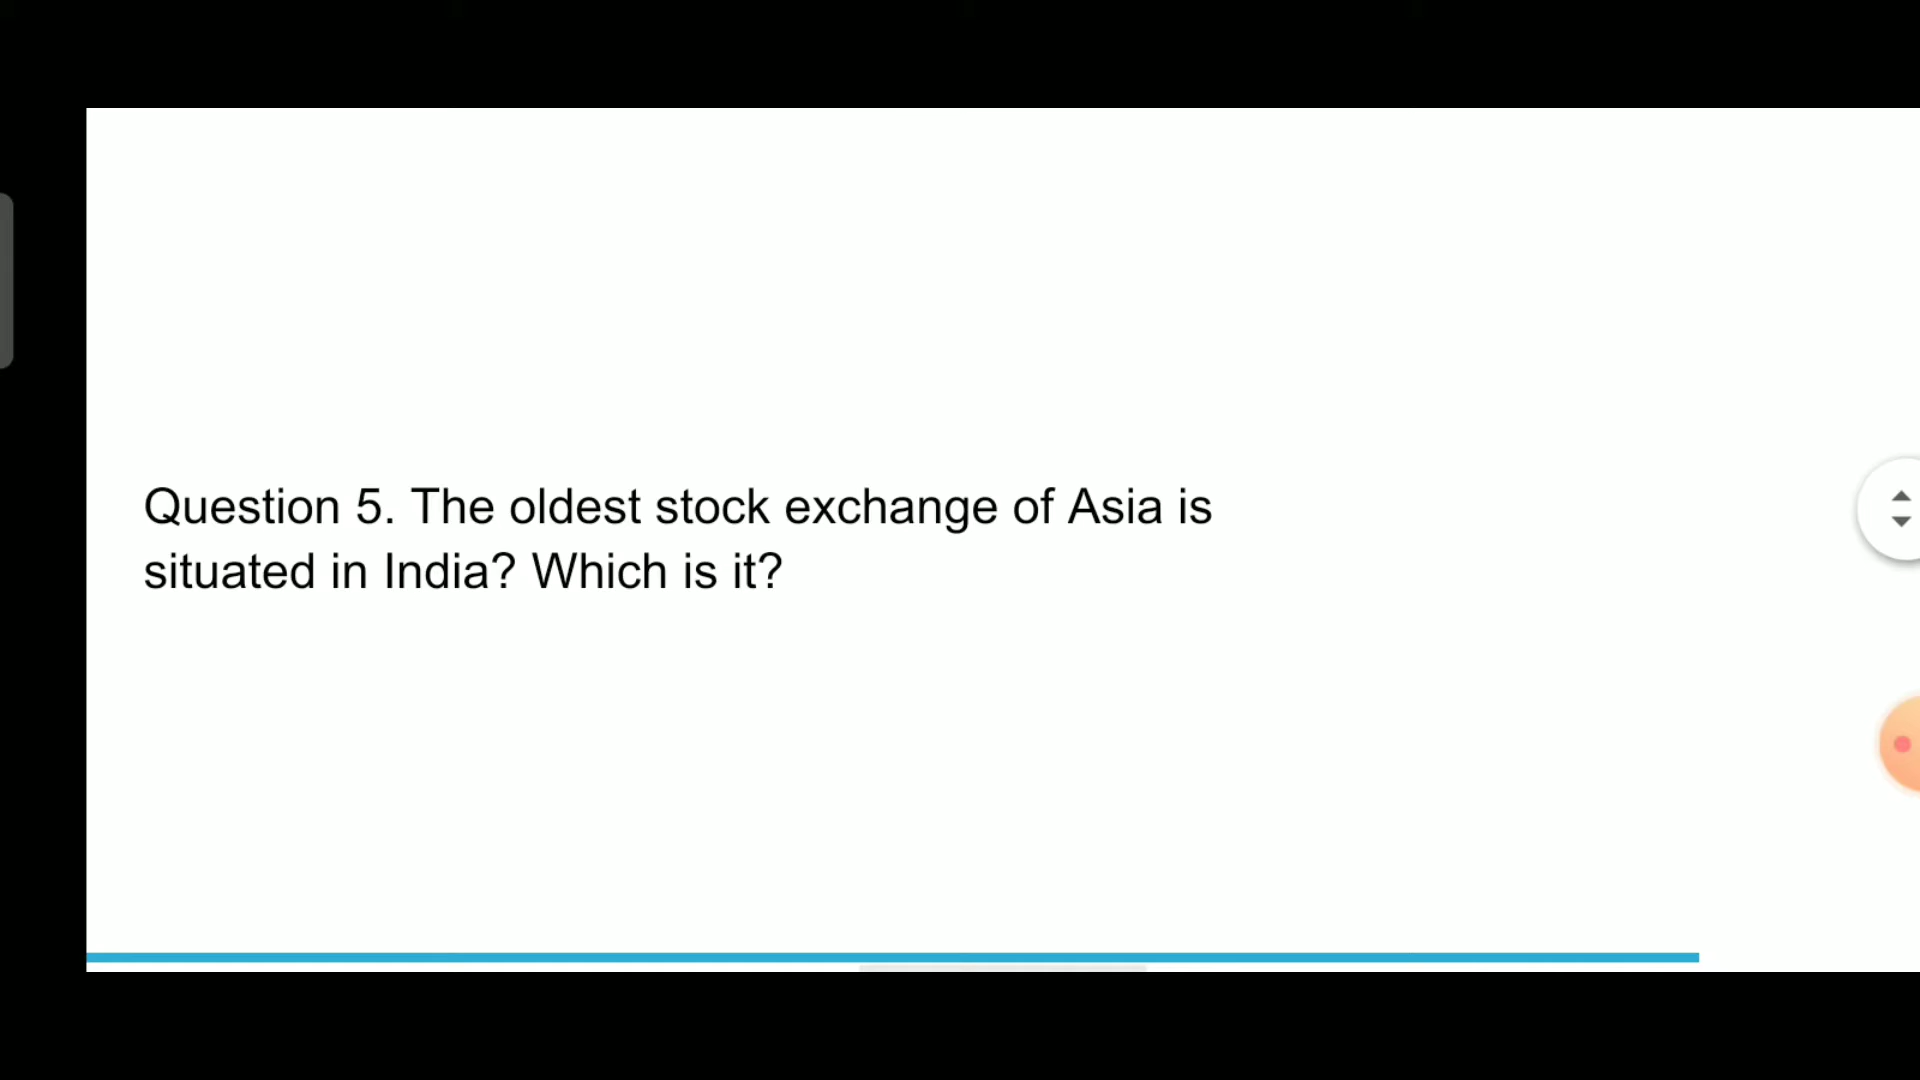 Question 5. The oldest stock exchange of Asia is
situated in India? Which is it?